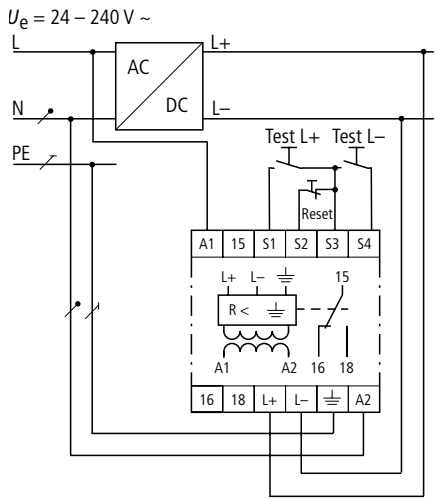 Ue = 24 – 240 V ~
L
L+
AC
DC
N
L–
PE
Test L+ Test L–
Reset
A1 15 S1 S2 S3 S4
L+ L– 15
R <
A1 A2 16 18
16 18 L+ L– A2